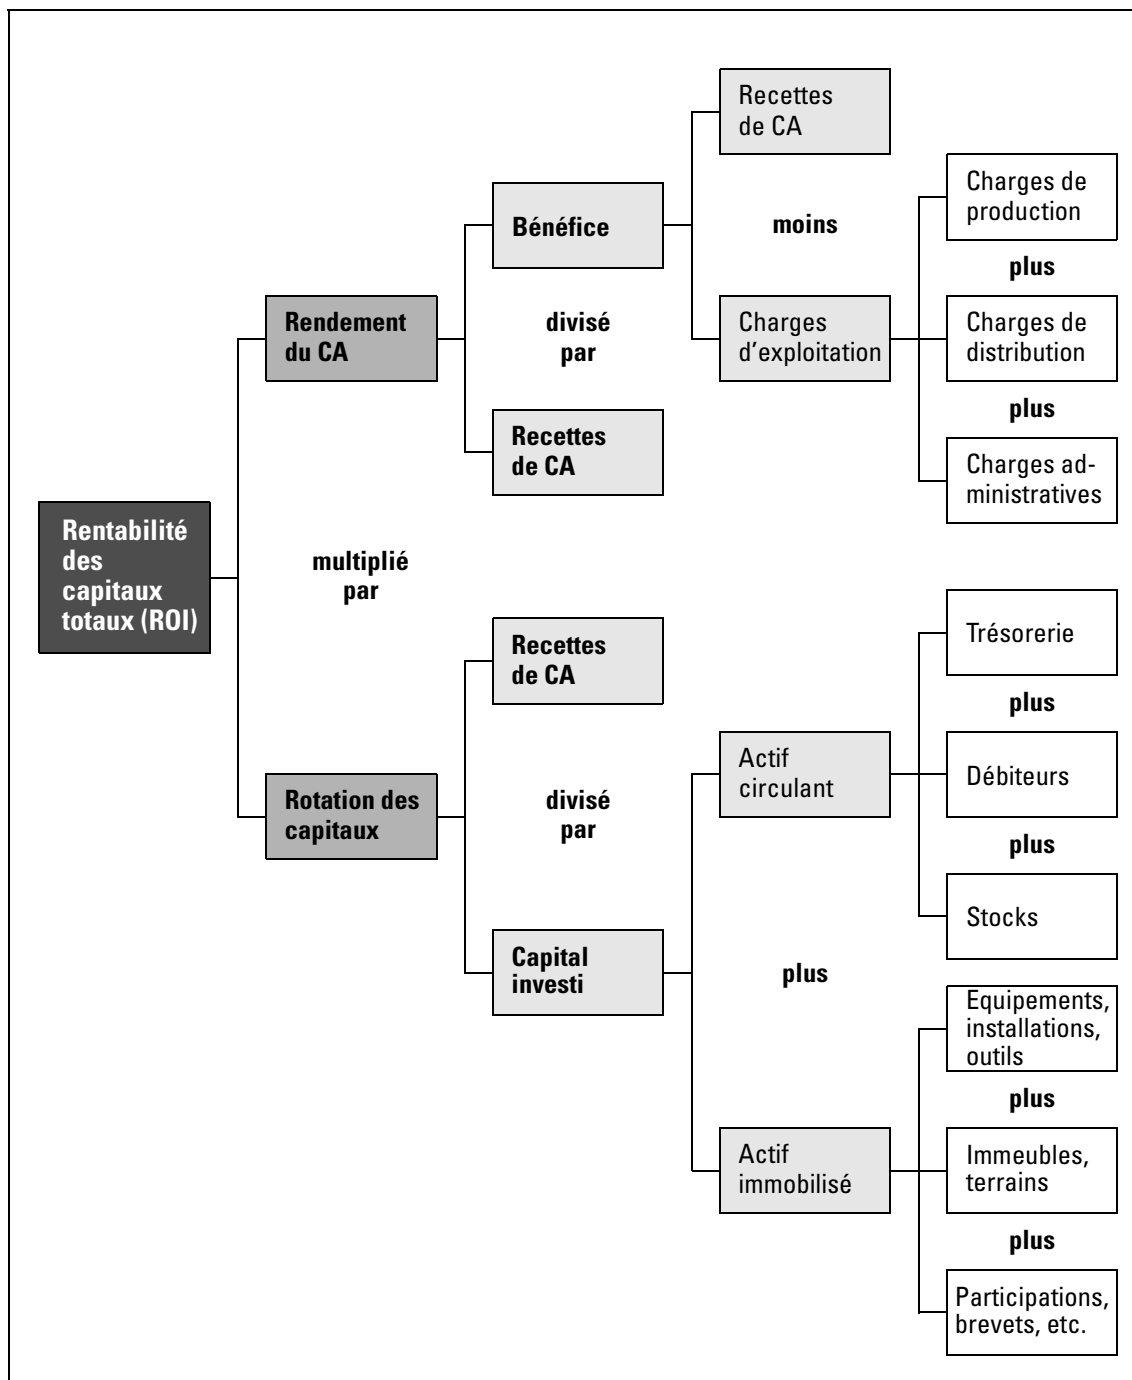 Recettes
de CA
Charges de
production
Bénéfice
moins
plus
Rendement
du CA
divisé
par
Charges
d'exploitation
Charges de
distribution
plus
Recettes
de CA
Charges ad-
ministratives
Rentabilité
des
capitaux
totaux (ROI)
multiplié
par
Recettes
de CA
Trésorerie
plus
Actif
circulant
Débiteurs
Rotation des
capitaux
divisé
par
plus
Stocks
Capital
investi
plus
Equipements,
installations,
outils
plus
Actif
immobilisé
Immeubles,
terrains
plus
Participations,
brevets, etc.